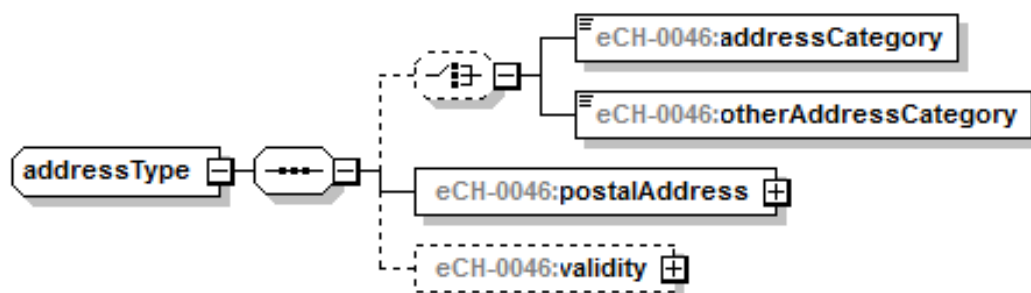 eCH-0046:addressCategory
eCH-0046:otherAddressCategory
addressType
eCH-0046:postalAddress
eCH-0046:validity